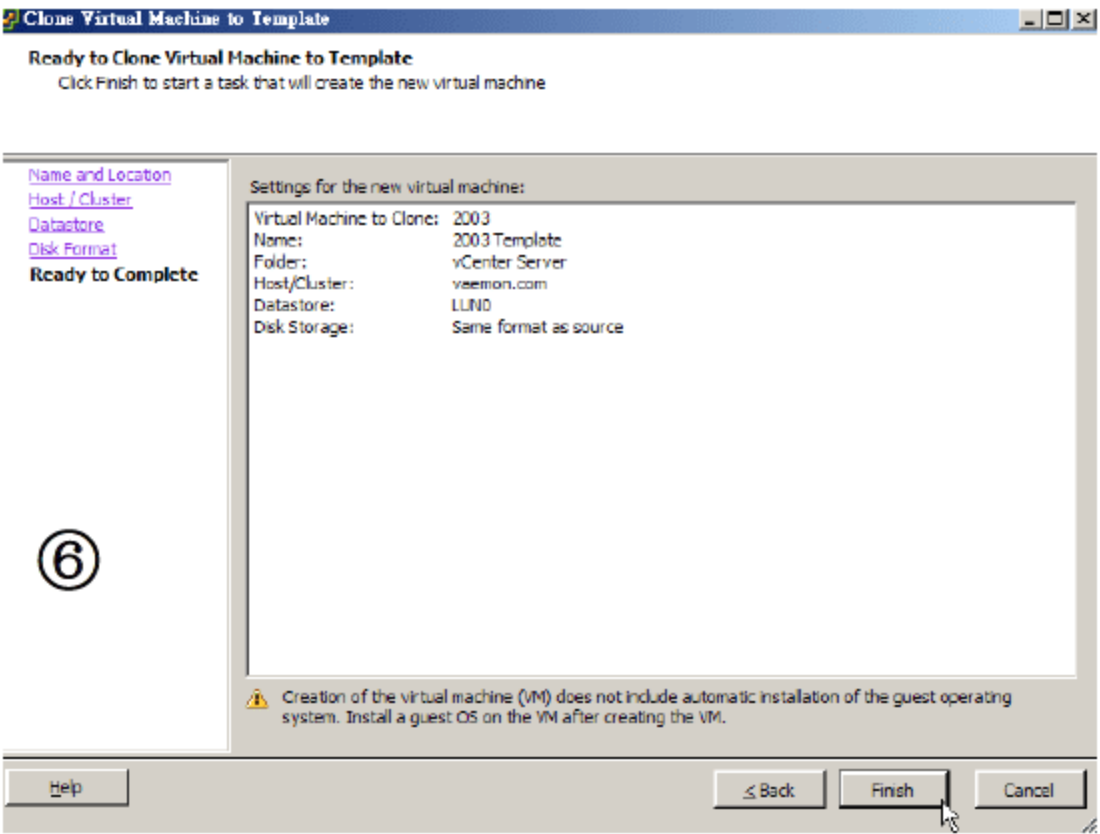 Clone Virtual Machine to Template
Ready to Clone Virtual Machine to Template
Click Finish to start a task that will create the new virtual machine
Name and Location
Host / Cluster
Datastore
Disk Format
Ready to Complete
⑥
Settings for the new virtual machine:
Virtual Machine to Clone: 2003
Name: 2003 Template
Folder: vCenter Server
Host/Cluster: vaemon.com
Datastore: LUN0
Disk Storage: Same format as source
Creation of the virtual machine (VM) does not include automatic installation of the guest operating
system. Install a guest OS on the VM after creating the VM.
Help
≤ Back
Finish
Cancel